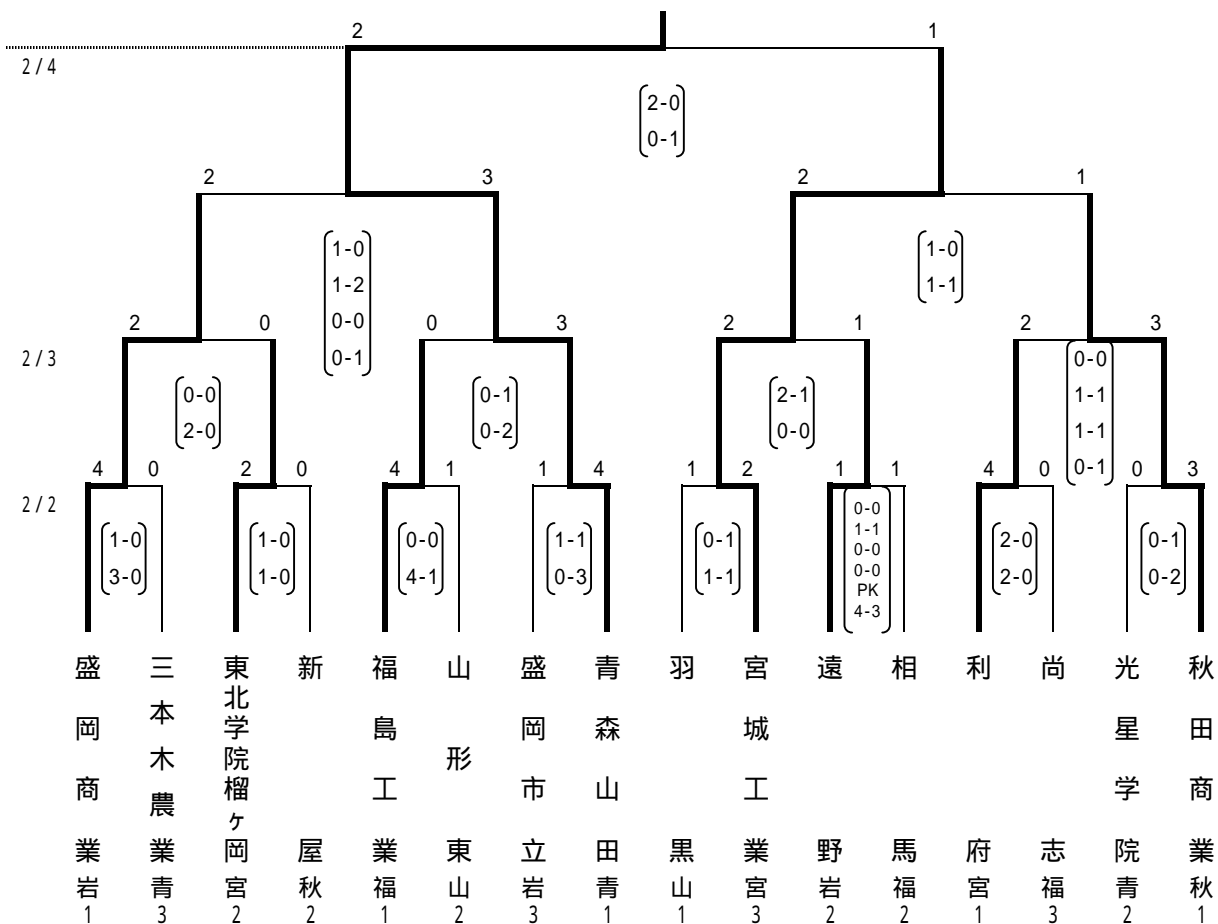 2 1
2/4
2-0
0-1
2 3 2 1
1-0
1-2
0-0
0-1
1-0
1-1
2 0 0 3 2 1 2 3
2/3
0-0
2-0
0-1
0-2
2-1
0-0
0-0
1-1
1-1
0-1
4 0 2 0 4 1 1 4 1 2 1 1 4 0 0 3
2/2
1-0
3-0
1-0
1-0
0-0
4-1
1-1
0-3
0-1
1-1
0-0
1-1
0-0
0-0
PK
4-3
2-0
2-0
0-1
0-2
盛岡商業岩1
三本木農業青3
東北学院榴ヶ岡宮2
新屋秋2
福島工業福1
山形東山2
盛岡市立岩3
青森山田青1
羽黒山1
宮城工業宮3
遠野岩2
相馬福2
利府宮1
尚志福3
光星学院青2
秋田商業秋1